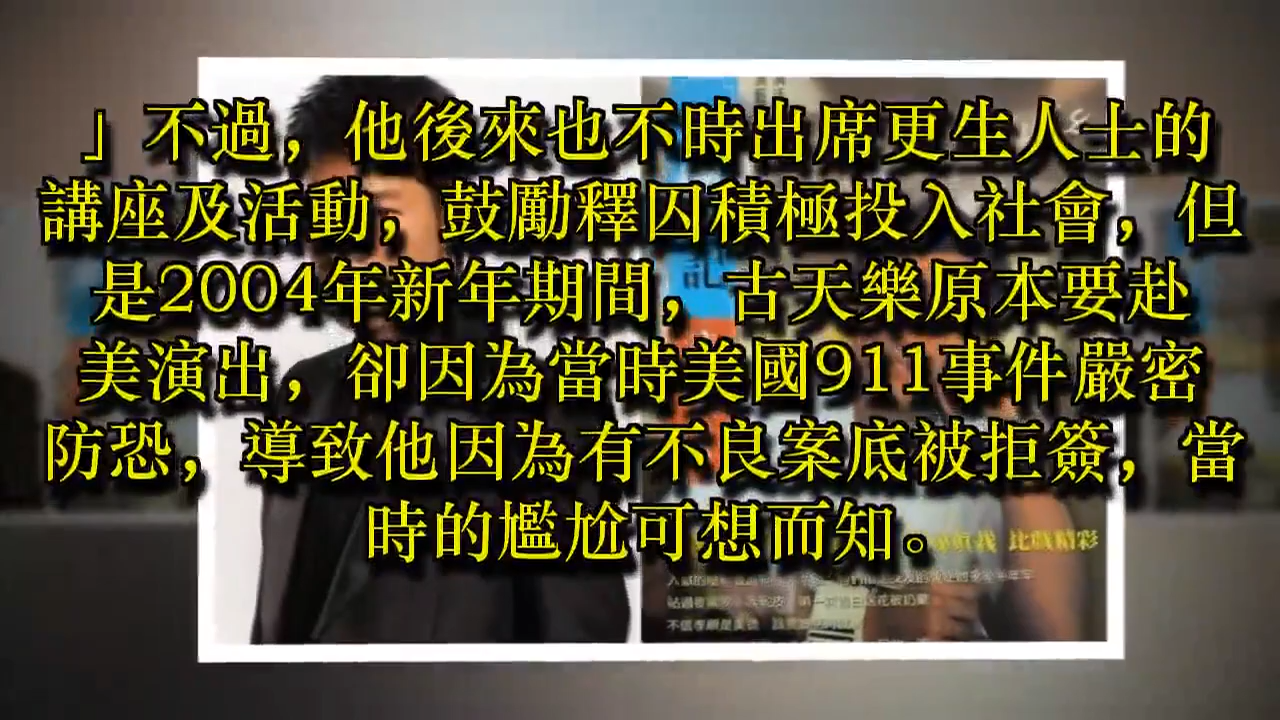 」不過，他後來也不時出席更生人士的
講座及活動，鼓勵釋囚積極投入社會，但
是2004年新年期間，古天樂原本要赴
美演出，卻因為當時美國911事件嚴密
防恐，導致他因為有不良案底被拒簽，當
時的尷尬可想而知。
比戲精彩